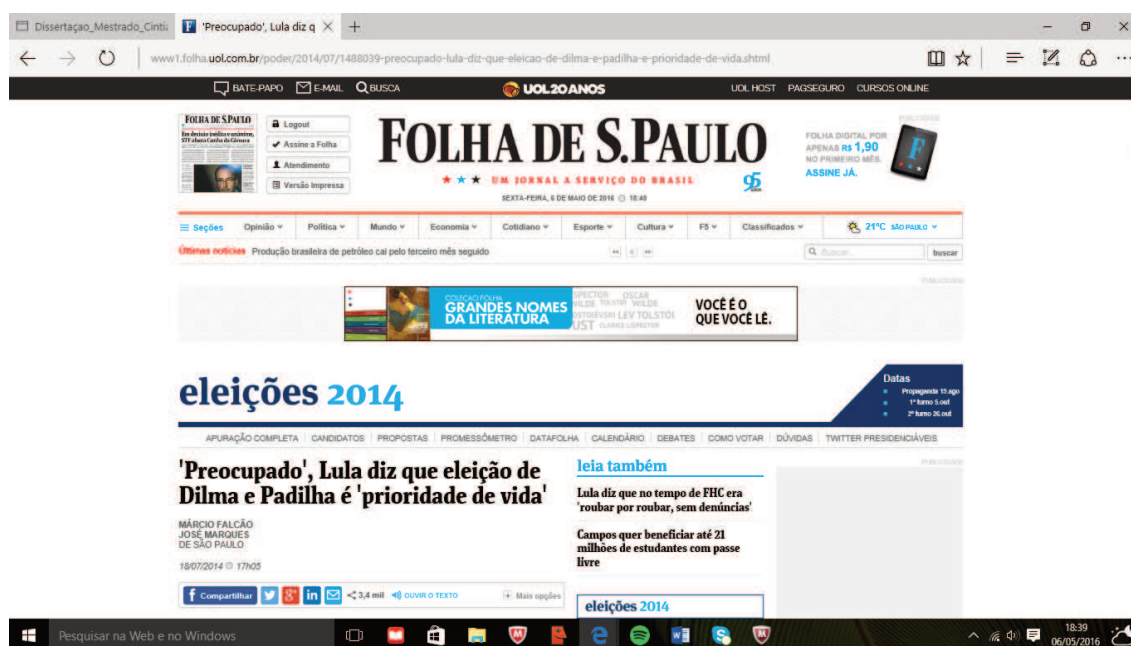 Dissertaçao_Mestrado_Cintia
'Preocupado', Lula diz q
www1.folha.uol.com.br/poder/2014/07/1488039-preocupado-lula-diz-que-eleicao-de-dilma-e-padilha-e-prioridade-de-vida.shtml
BATE-PAPO E-MAIL BUSCA UOL 20 ANOS UOL HOST PAGSEGURO CURSOS ONLINE
FOLHA DE S.PAULO
Logout
Assine a Folha
Atendimento
Versão Impressa
FOLHA DE S.PAULO
UM JORNAL A SERVIÇO DO BRASIL
95
SEXTA-FEIRA, 6 DE MAIO DE 2016 18:40
PUBLICIDADE
FOLHA DIGITAL POR
APENAS R$ 1,90
NO PRIMEIRO MÊS.
ASSINE JÁ.
F
Seções Opinião Política Mundo Economia Cotidiano Esporte Cultura F5 Classificados 21°C SÃO PAULO
Últimas notícias Produção brasileira de petróleo cai pelo terceiro mês seguido Buscar... buscar
PUBLICIDADE
COLEÇÃO FOLHA
GRANDES NOMES
DA LITERATURA
OSCAR
WILDE TOLSTOI WILDE
LEV TOLSTÓI
CLARICE LISPECTOR
VOCÊ É O
QUE VOCÊ LÊ.
eleições 2014
Datas
Propaganda 19.ago
1º turno 5.out
2º turno 26.out
APURAÇÃO COMPLETA CANDIDATOS PROPOSTAS PROMESSÔMETRO DATAFOLHA CALENDÁRIO DEBATES COMO VOTAR DÚVIDAS TWITTER PRESIDENCIÁVEIS
'Preocupado', Lula diz que eleição de
Dilma e Padilha é 'prioridade de vida'
MÁRCIO FALCÃO
JOSÉ MARQUES
DE SÃO PAULO
18/07/2014 17h05
Compartilhar 3,4 mil OUVIR O TEXTO Mais opções
leia também
Lula diz que no tempo de FHC era
'roubar por roubar, sem denúncias'
Campos quer beneficiar até 21
milhões de estudantes com passe
livre
eleições 2014
PUBLICIDADE
Pesquisar na Web e no Windows
18:39
06/05/2016